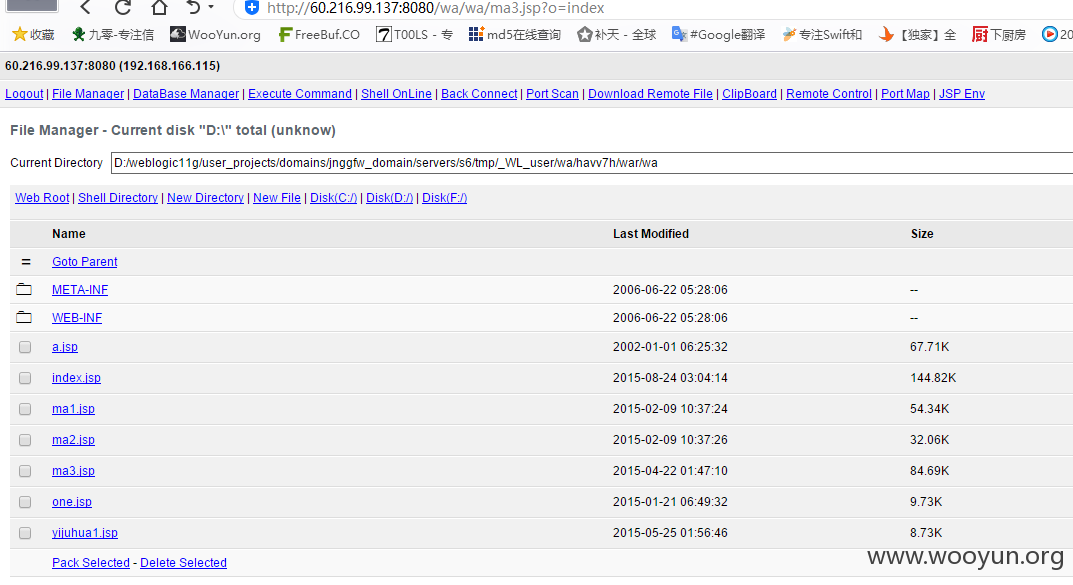 http://60.216.99.137:8080/wa/wa/ma3.jsp?o=index
收藏 九零-专注信 WooYun.org FreeBuf.CO T00LS - 专 md5在线查询 补天 - 全球 #Google翻译 专注Swift和 【独家】全 下厨房 20
60.216.99.137:8080 (192.168.166.115)
Logout | File Manager | DataBase Manager | Execute Command | Shell OnLine | Back Connect | Port Scan | Download Remote File | ClipBoard | Remote Control | Port Map | JSP Env
File Manager - Current disk "D:\" total (unknow)
Current Directory D:/weblogic11g/user_projects/domains/jnggfw_domain/servers/s6/tmp/_WL_user/wa/havv7h/war/wa
Web Root | Shell Directory | New Directory | New File | Disk(C:/) | Disk(D:/) | Disk(F:/)
Name Last Modified Size
= Goto Parent
META-INF 2006-06-22 05:28:06 --
WEB-INF 2006-06-22 05:28:06 --
a.jsp 2002-01-01 06:25:32 67.71K
index.jsp 2015-08-24 03:04:14 144.82K
ma1.jsp 2015-02-09 10:37:24 54.34K
ma2.jsp 2015-02-09 10:37:26 32.06K
ma3.jsp 2015-04-22 01:47:10 84.69K
one.jsp 2015-01-21 06:49:32 9.73K
yijuhua1.jsp 2015-05-25 01:56:46 8.73K
Pack Selected - Delete Selected
www.wooyun.org